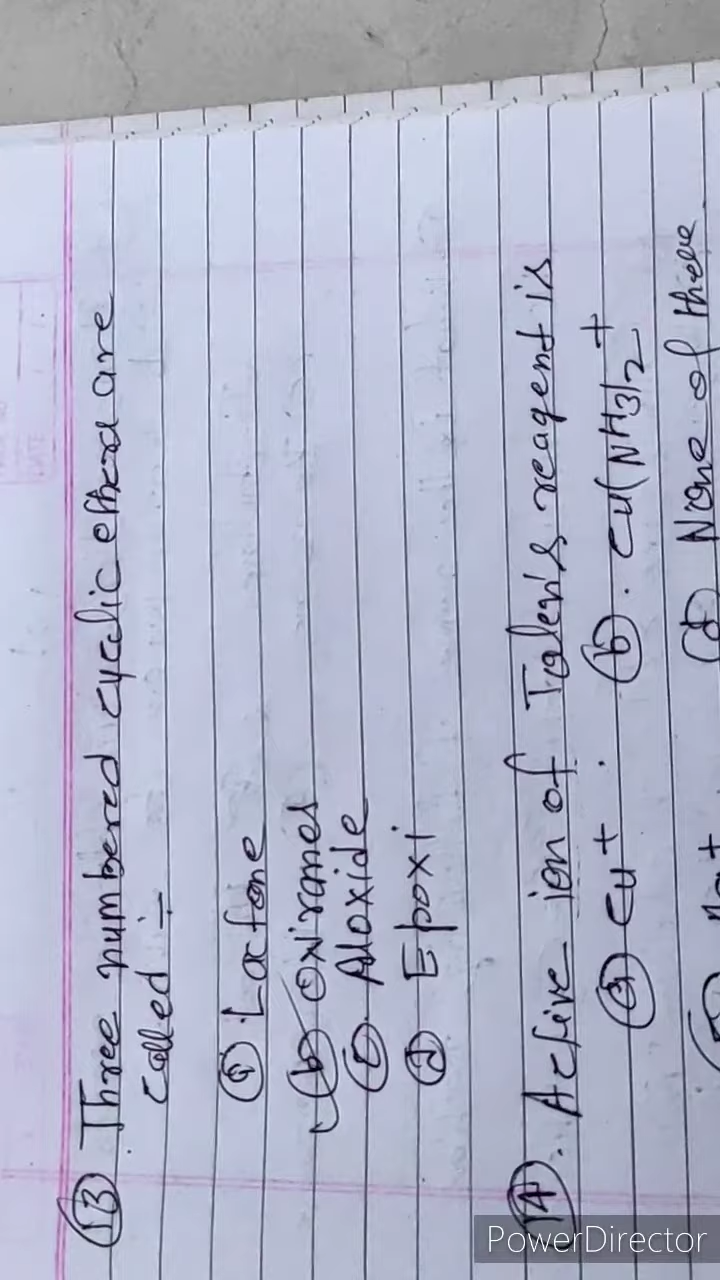 (13) Three numbered cyclic ethers are
called :-
(a) Lactone
(b) Oxiranes
(c) Aloxide
(d) Epoxi
(14). Active ion of Tolen's reagent is
(a) Cu+ . (b). Cu(NH3)2+
(d) None of these
PowerDirector